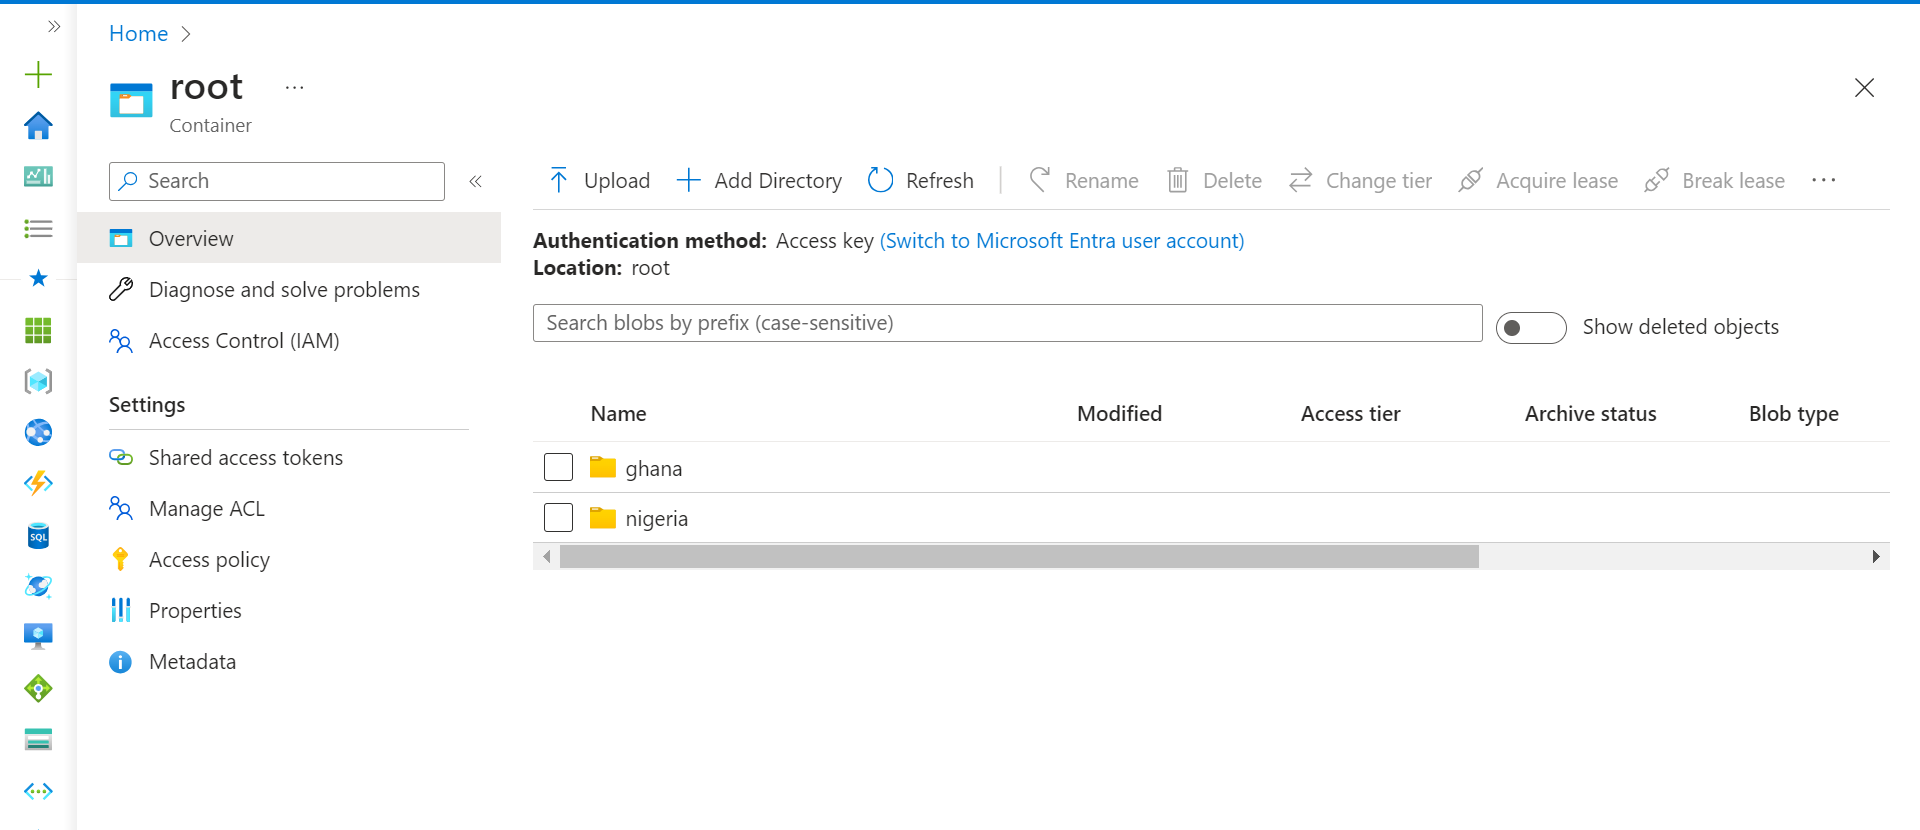 Home
root
Container
Search
Upload
Add Directory
Refresh
Rename
Delete
Change tier
Acquire lease
Break lease
Overview
Diagnose and solve problems
Access Control (IAM)
Settings
Shared access tokens
Manage ACL
Access policy
Properties
Metadata
Authentication method: Access key (Switch to Microsoft Entra user account)
Location: root
Search blobs by prefix (case-sensitive)
Show deleted objects
Name Modified Access tier Archive status Blob type
ghana
nigeria
SQL